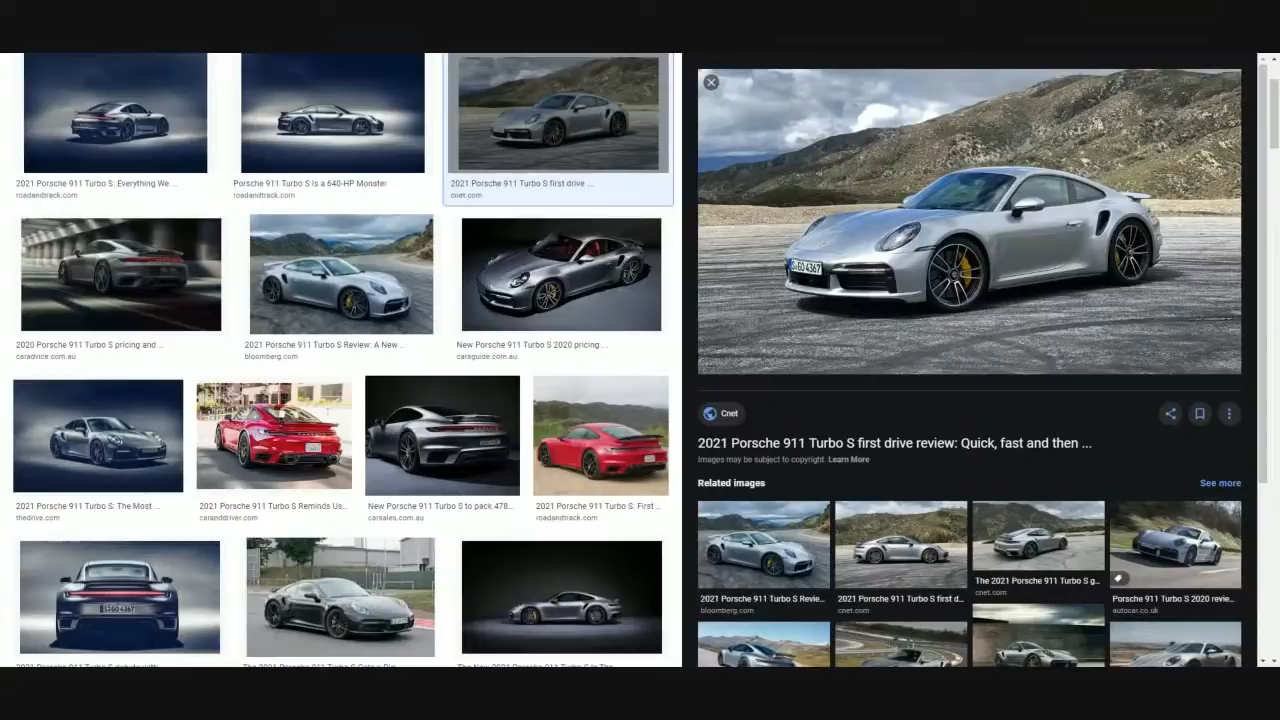 2021 Porsche 911 Turbo S: Everything We ...
roadandtrack.com
Porsche 911 Turbo S Is a 640-HP Monster
roadandtrack.com
2021 Porsche 911 Turbo S first drive ...
cnet.com
2020 Porsche 911 Turbo S pricing and ...
caradvice.com.au
2021 Porsche 911 Turbo S Review: A New ...
bloomberg.com
New Porsche 911 Turbo S 2020 pricing ...
carsguide.com.au
2021 Porsche 911 Turbo S: The Most ...
thedrive.com
2021 Porsche 911 Turbo S Reminds Us...
caranddriver.com
New Porsche 911 Turbo S to pack 478...
carsales.com.au
2021 Porsche 911 Turbo S: First ...
roadandtrack.com
S GO 4367
S GO 4367
Cnet
2021 Porsche 911 Turbo S first drive review: Quick, fast and then ...
Images may be subject to copyright. Learn More
Related images
See more
2021 Porsche 911 Turbo S Revie...
bloomberg.com
2021 Porsche 911 Turbo S first d...
cnet.com
The 2021 Porsche 911 Turbo S g...
cnet.com
Porsche 911 Turbo S 2020 revie...
autocar.co.uk